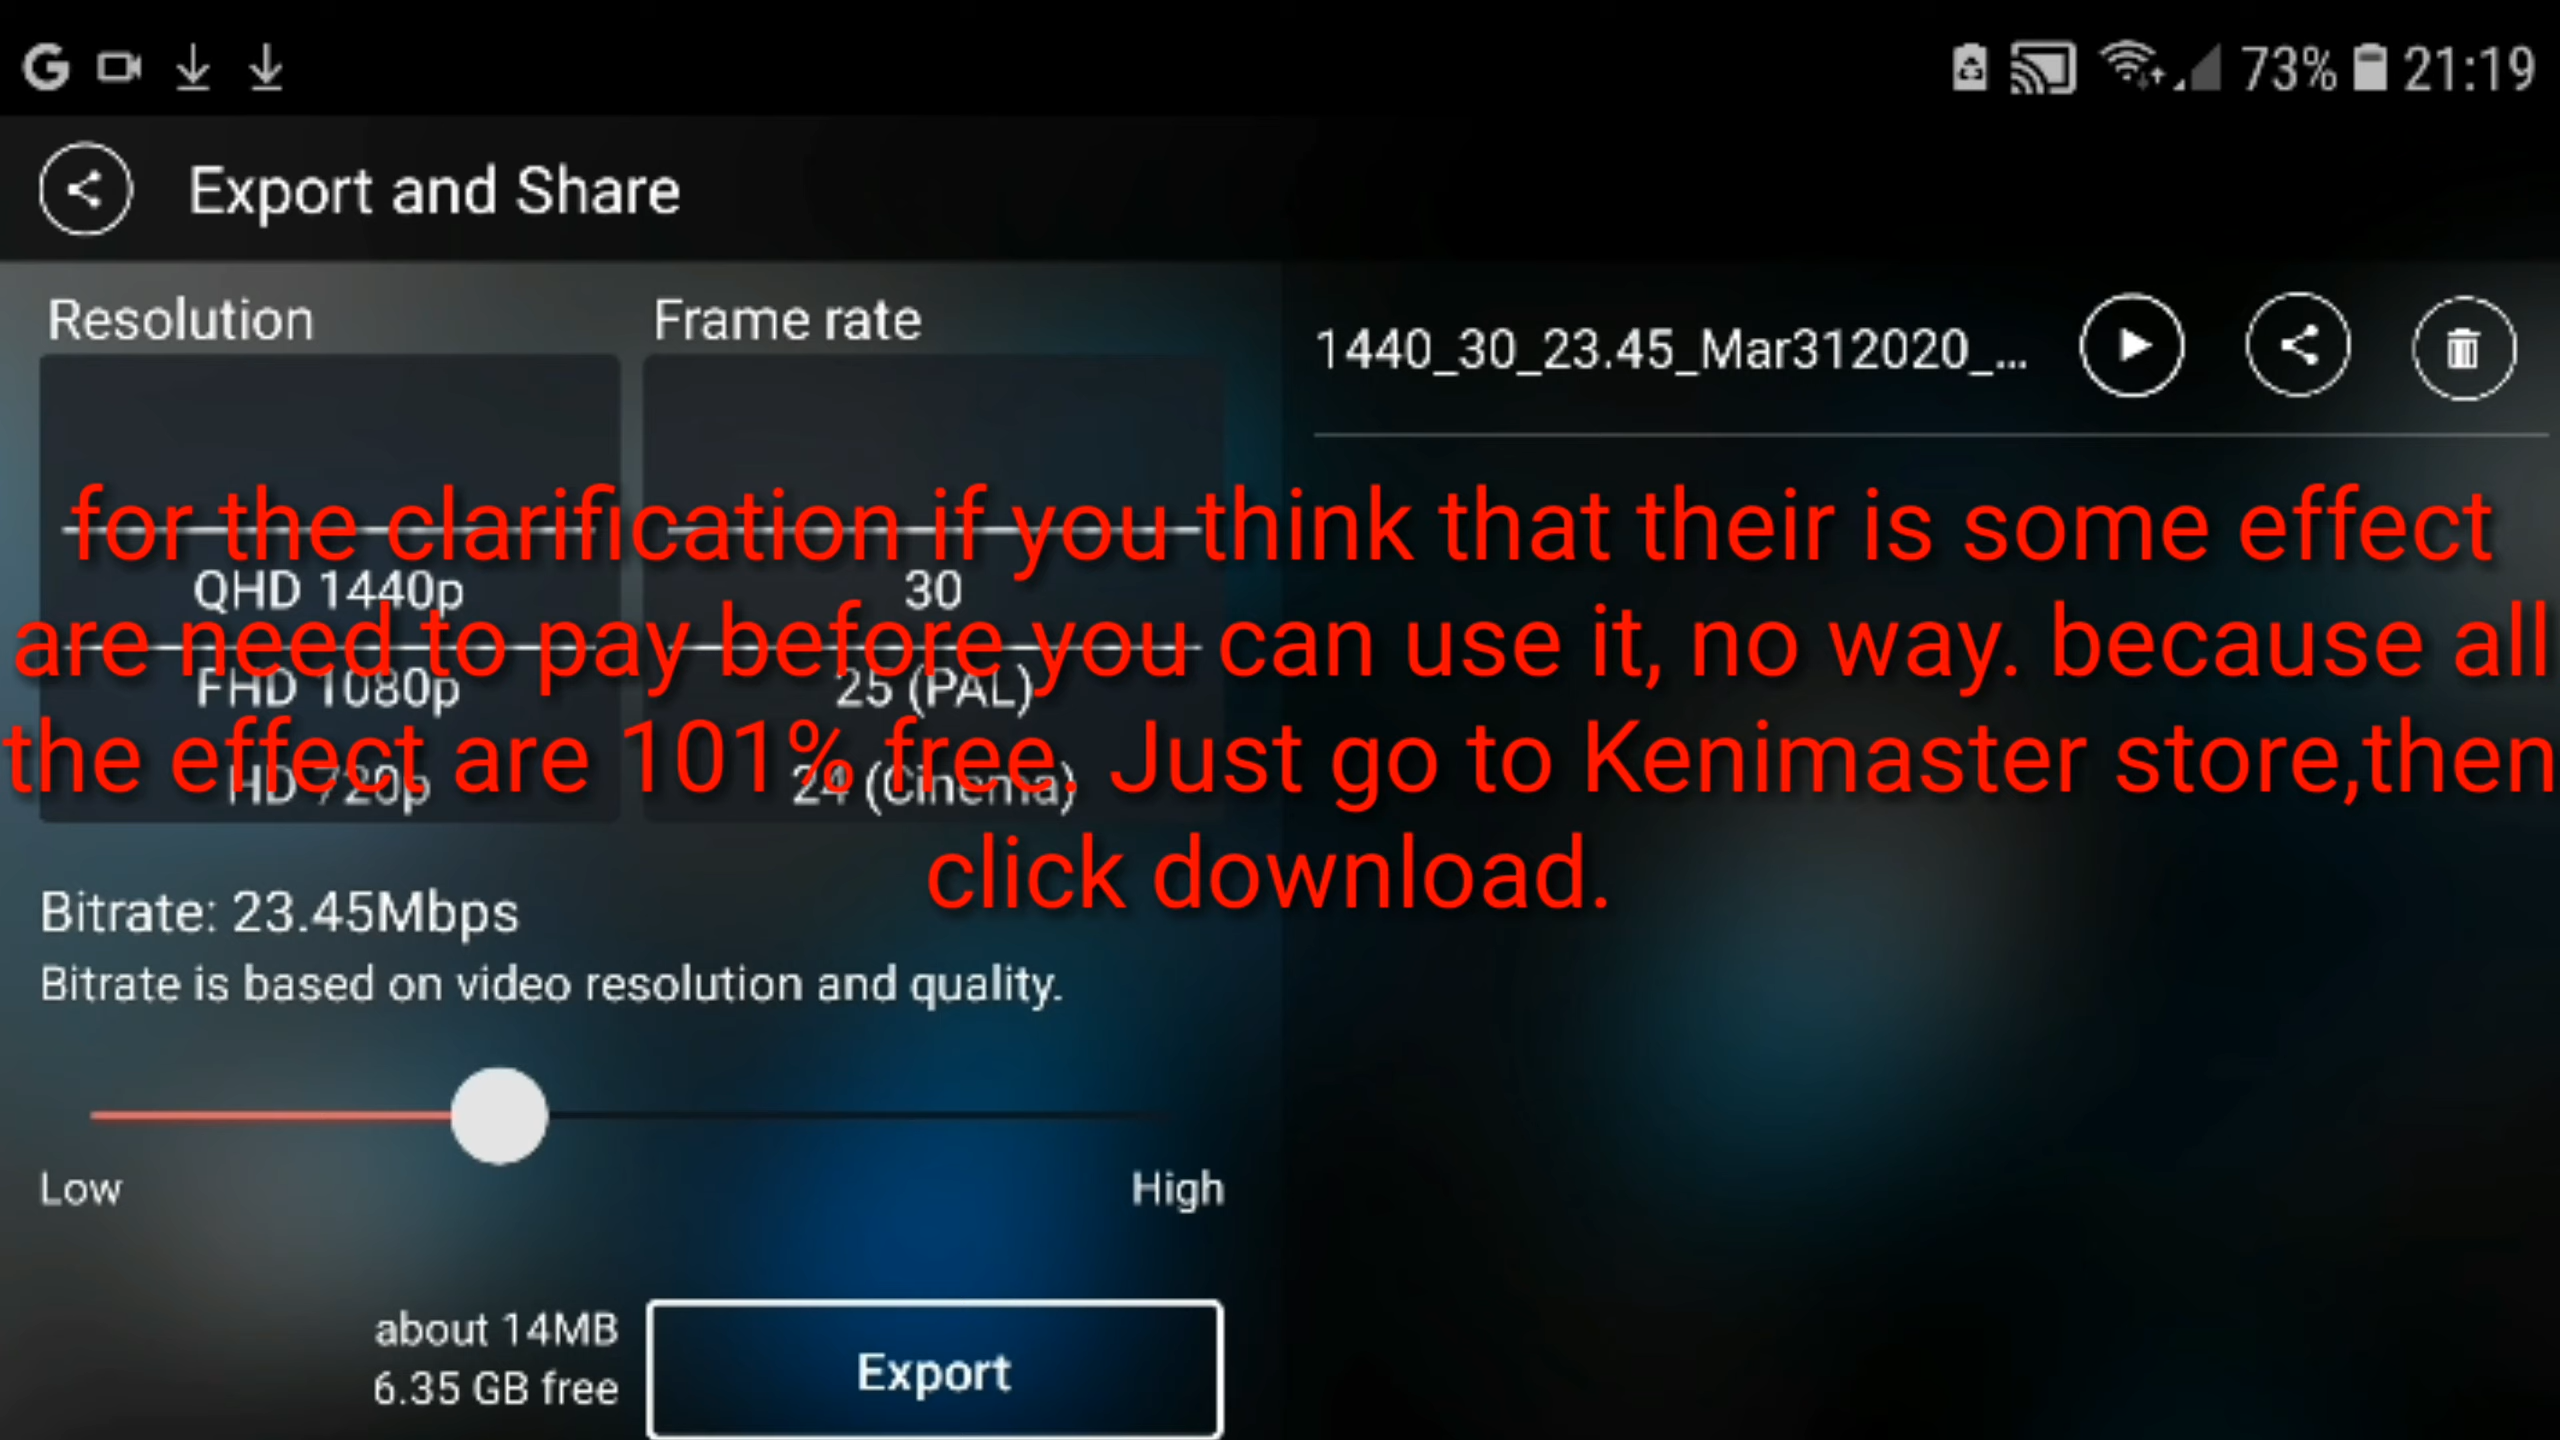 G 73% 21:19
Export and Share
Resolution
Frame rate
1440_30_23.45_Mar312020_...
for the clarification if you think that their is some effect
are need to pay before you can use it, no way. because all
the effect are 101% free. Just go to Kenimaster store,then
click download.
QHD 1440p
FHD 1080p
HD 720p
30
25 (PAL)
24 (Cinema)
Bitrate: 23.45Mbps
Bitrate is based on video resolution and quality.
Low
High
about 14MB
6.35 GB free
Export